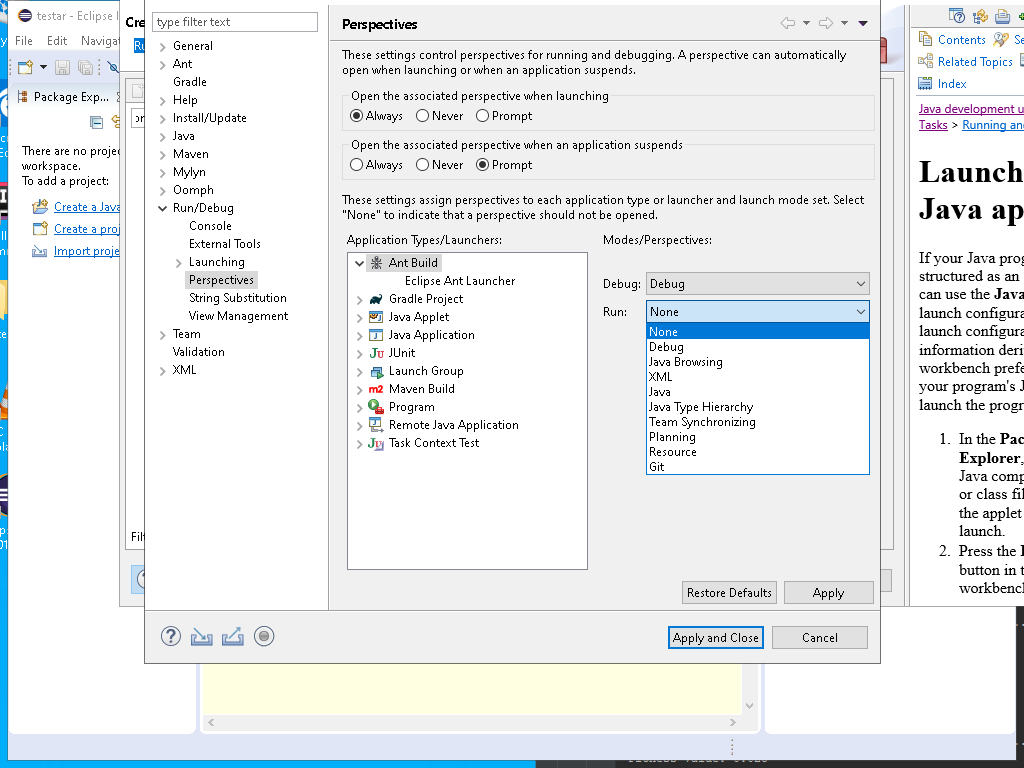 testar - Eclipse
File Edit Navigat
Package Exp...
There are no proje
workspace.
To add a project:
Create a Java
Create a proj
Import proje
Cre
type filter text
General
Ant
Gradle
Help
Install/Update
Java
Maven
Mylyn
Oomph
Run/Debug
Console
External Tools
Launching
Perspectives
String Substitution
View Management
Team
Validation
XML
Perspectives
These settings control perspectives for running and debugging. A perspective can automatically
open when launching or when an application suspends.
Open the associated perspective when launching
Always Never Prompt
Open the associated perspective when an application suspends
Always Never Prompt
These settings assign perspectives to each application type or launcher and launch mode set. Select
"None" to indicate that a perspective should not be opened.
Application Types/Launchers:
Ant Build
Eclipse Ant Launcher
Gradle Project
Java Applet
Java Application
JUnit
Launch Group
Maven Build
Program
Remote Java Application
Task Context Test
Modes/Perspectives:
Debug: Debug
Run: None
None
Debug
Java Browsing
XML
Java
Java Type Hierarchy
Team Synchronizing
Planning
Resource
Git
Restore Defaults Apply
Apply and Close Cancel
Filt
Contents Se
Related Topics
Index
Java development u
Tasks > Running and
Launch
Java ap
If your Java prog
structured as an
can use the Java
launch configura
launch configura
information deri
workbench prefe
your program's J
launch the progr
1. In the Pac
Explorer,
Java comp
or class fil
the applet
launch.
2. Press the
button in t
workbenc